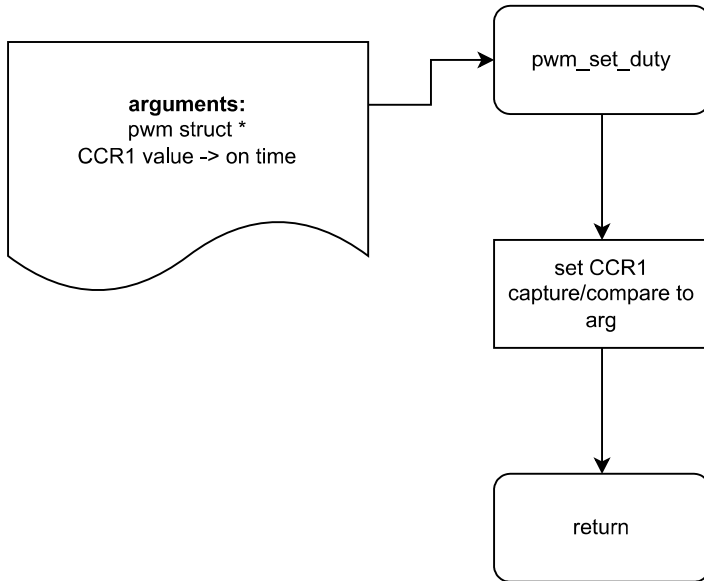 arguments:
pwm struct *
CCR1 value -> on time
pwm_set_duty
set CCR1
capture/compare to
arg
return